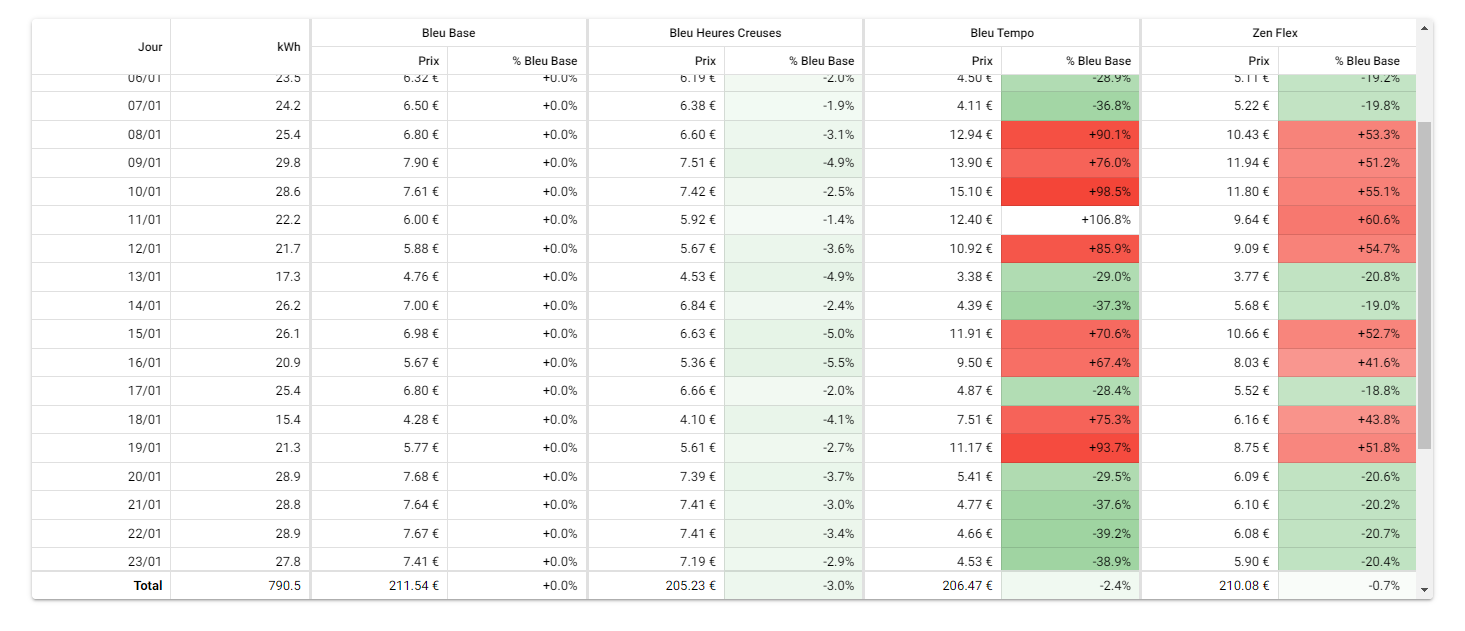 Jour kWh Bleu Base Bleu Heures Creuses Bleu Tempo Zen Flex
Prix % Bleu Base Prix % Bleu Base Prix % Bleu Base Prix % Bleu Base
06/01 23.5 6.32 € +0.0% 6.19 € -2.0% 4.50 € -28.9% 5.11 € -19.2%
07/01 24.2 6.50 € +0.0% 6.38 € -1.9% 4.11 € -36.8% 5.22 € -19.8%
08/01 25.4 6.80 € +0.0% 6.60 € -3.1% 12.94 € +90.1% 10.43 € +53.3%
09/01 29.8 7.90 € +0.0% 7.51 € -4.9% 13.90 € +76.0% 11.94 € +51.2%
10/01 28.6 7.61 € +0.0% 7.42 € -2.5% 15.10 € +98.5% 11.80 € +55.1%
11/01 22.2 6.00 € +0.0% 5.92 € -1.4% 12.40 € +106.8% 9.64 € +60.6%
12/01 21.7 5.88 € +0.0% 5.67 € -3.6% 10.92 € +85.9% 9.09 € +54.7%
13/01 17.3 4.76 € +0.0% 4.53 € -4.9% 3.38 € -29.0% 3.77 € -20.8%
14/01 26.2 7.00 € +0.0% 6.84 € -2.4% 4.39 € -37.3% 5.68 € -19.0%
15/01 26.1 6.98 € +0.0% 6.63 € -5.0% 11.91 € +70.6% 10.66 € +52.7%
16/01 20.9 5.67 € +0.0% 5.36 € -5.5% 9.50 € +67.4% 8.03 € +41.6%
17/01 25.4 6.80 € +0.0% 6.66 € -2.0% 4.87 € -28.4% 5.52 € -18.8%
18/01 15.4 4.28 € +0.0% 4.10 € -4.1% 7.51 € +75.3% 6.16 € +43.8%
19/01 21.3 5.77 € +0.0% 5.61 € -2.7% 11.17 € +93.7% 8.75 € +51.8%
20/01 28.9 7.68 € +0.0% 7.39 € -3.7% 5.41 € -29.5% 6.09 € -20.6%
21/01 28.8 7.64 € +0.0% 7.41 € -3.0% 4.77 € -37.6% 6.10 € -20.2%
22/01 28.9 7.67 € +0.0% 7.41 € -3.4% 4.66 € -39.2% 6.08 € -20.7%
23/01 27.8 7.41 € +0.0% 7.19 € -2.9% 4.53 € -38.9% 5.90 € -20.4%
Total 790.5 211.54 € +0.0% 205.23 € -3.0% 206.47 € -2.4% 210.08 € -0.7%